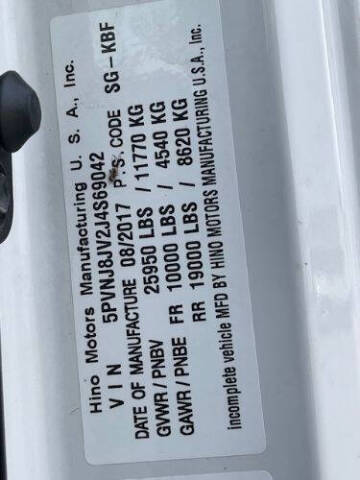 Hino Motors Manufacturing U. S. A., Inc.
VIN 5PVNJ8JV2J4S69042
DATE OF MANUFACTURE 08/2017 P.S. CODE SG-KBF
GVWR/PNBV 25950 LBS / 11770 KG
GAWR/PNBE FR 10000 LBS / 4540 KG
RR 19000 LBS / 8620 KG
incomplete vehicle MFD BY HINO MOTORS MANUFACTURING U.S.A., Inc.